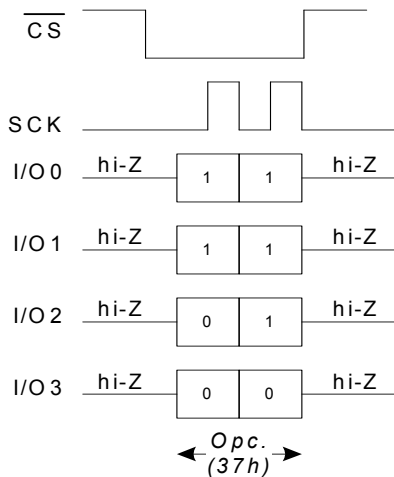 CS
SCK
I/O 0 hi-Z 1 1 hi-Z
I/O 1 hi-Z 1 1 hi-Z
I/O 2 hi-Z 0 1 hi-Z
I/O 3 hi-Z 0 0 hi-Z
Opc.
(37h)